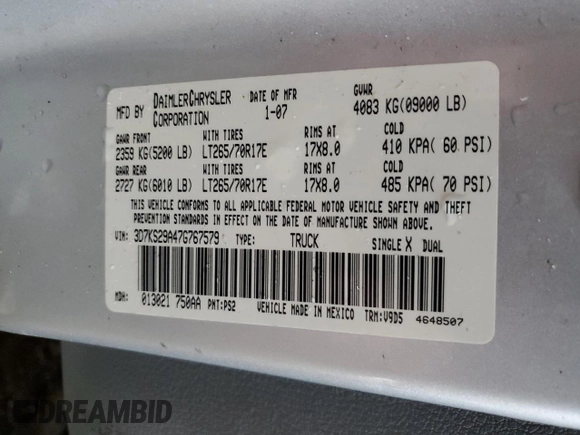 MFD BY DAIMLERCHRYSLER CORPORATION DATE OF MFR 1-07 GVWR 4083 KG(09000 LB)
GAWR FRONT WITH TIRES RIMS AT COLD
2359 KG(5200 LB) LT265/70R17E 17X8.0 410 KPA( 60 PSI)
GAWR REAR WITH TIRES RIMS AT COLD
2727 KG(6010 LB) LT265/70R17E 17X8.0 485 KPA( 70 PSI)
THIS VEHICLE CONFORMS TO ALL APPLICABLE FEDERAL MOTOR VEHICLE SAFETY AND THEFT
PREVENTION STANDARDS IN EFFECT ON THE DATE OF MANUFACTURE SHOWN ABOVE.
VIN: 3D7KS29A47G767579 TYPE: TRUCK SINGLE X DUAL
MDH: 013021 750AA PNT:PS2 VEHICLE MADE IN MEXICO TRM:V9D5 4648507
DREAMBID